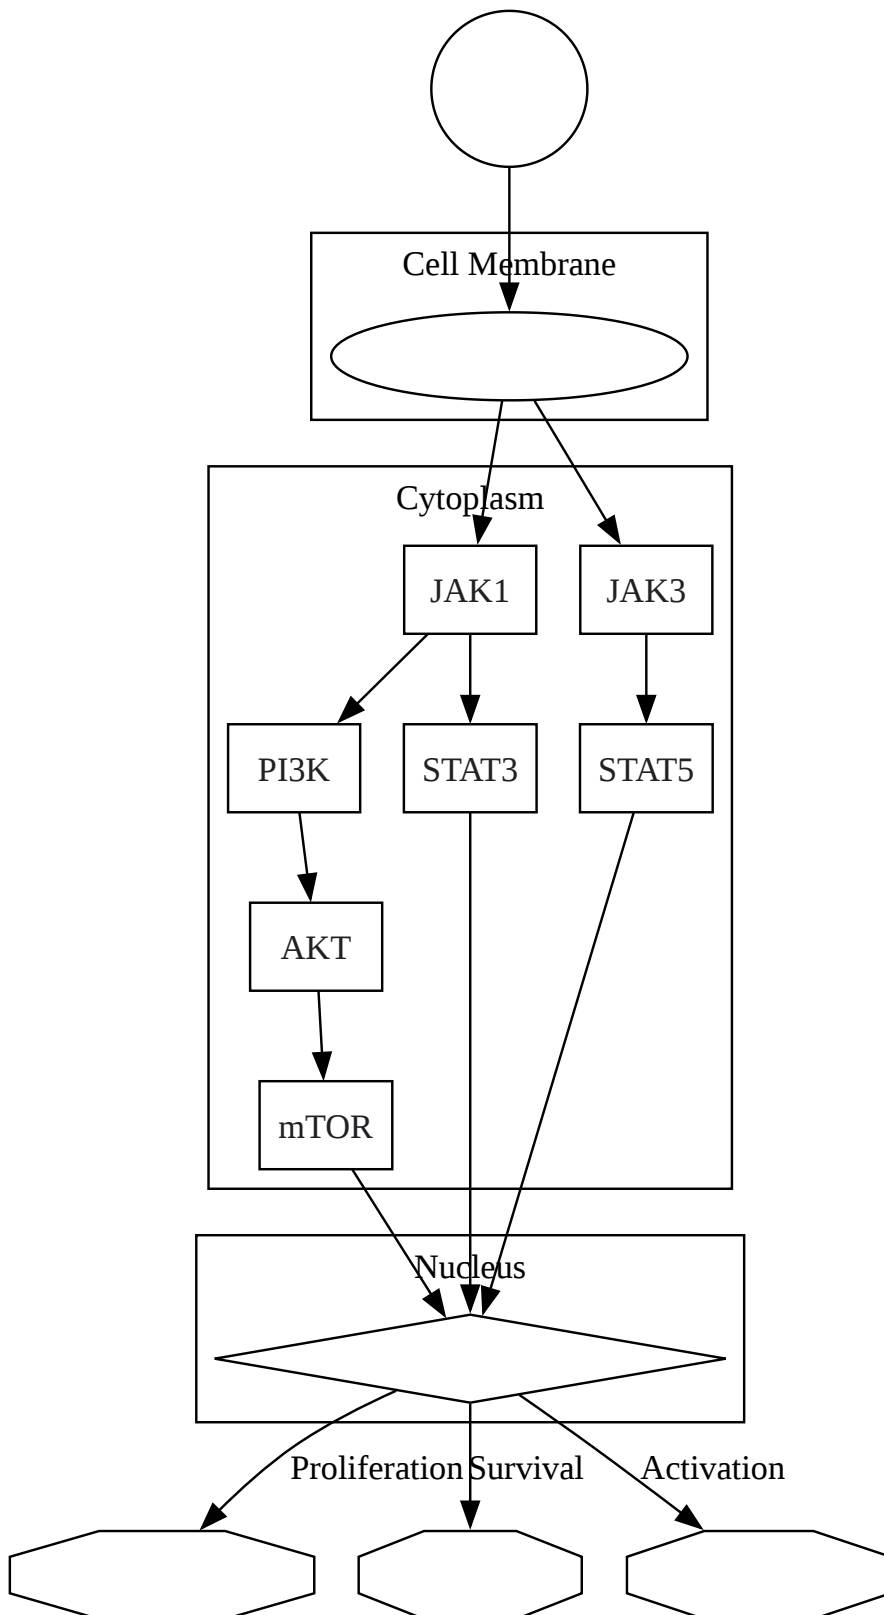 Cell Membrane
Cytoplasm
JAK1
JAK3
PI3K
STAT3
STAT5
AKT
mTOR
Nucleus
Proliferation
Survival
Activation